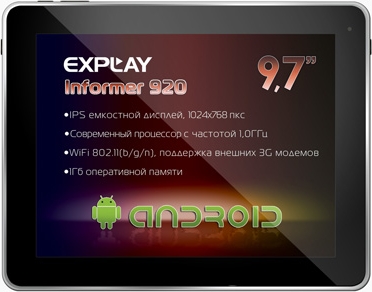 EXPLAY 9,7”
Informer 920
•IPS емкостной дисплей, 1024x768 пкс
•Современный процессор с частотой 1,0ГГц
•WiFi 802.11(b/g/n), поддержка внешних 3G модемов
•1Гб оперативной памяти
ANDROID